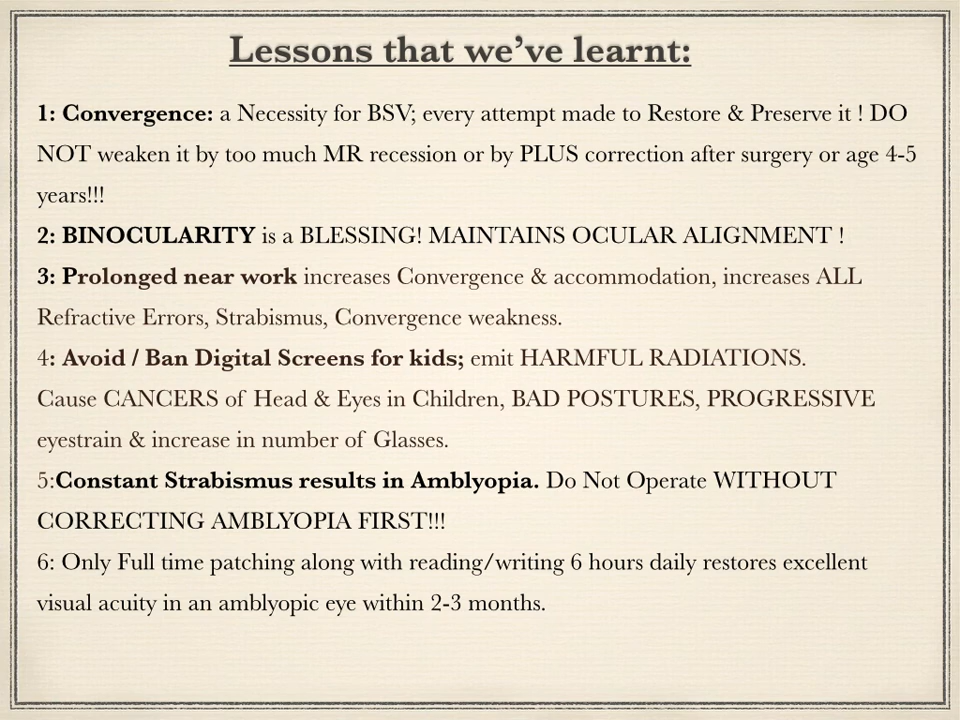 Lessons that we've learnt:
1: Convergence: a Necessity for BSV; every attempt made to Restore & Preserve it ! DO
NOT weaken it by too much MR recession or by PLUS correction after surgery or age 4-5
years!!!
2: BINOCULARITY is a BLESSING! MAINTAINS OCULAR ALIGNMENT !
3: Prolonged near work increases Convergence & accommodation, increases ALL
Refractive Errors, Strabismus, Convergence weakness.
4: Avoid / Ban Digital Screens for kids; emit HARMFUL RADIATIONS.
Cause CANCERS of Head & Eyes in Children, BAD POSTURES, PROGRESSIVE
eyestrain & increase in number of Glasses.
5:Constant Strabismus results in Amblyopia. Do Not Operate WITHOUT
CORRECTING AMBLYOPIA FIRST!!!
6: Only Full time patching along with reading/writing 6 hours daily restores excellent
visual acuity in an amblyopic eye within 2-3 months.